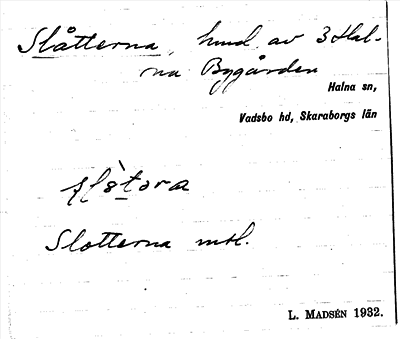 Slåtterna, hmd. av 3 Hal-
na Bygården
Halna sn,
Vadsbo hd, Skaraborgs län
Slotterna mtl.
L. MADSÉN 1932.